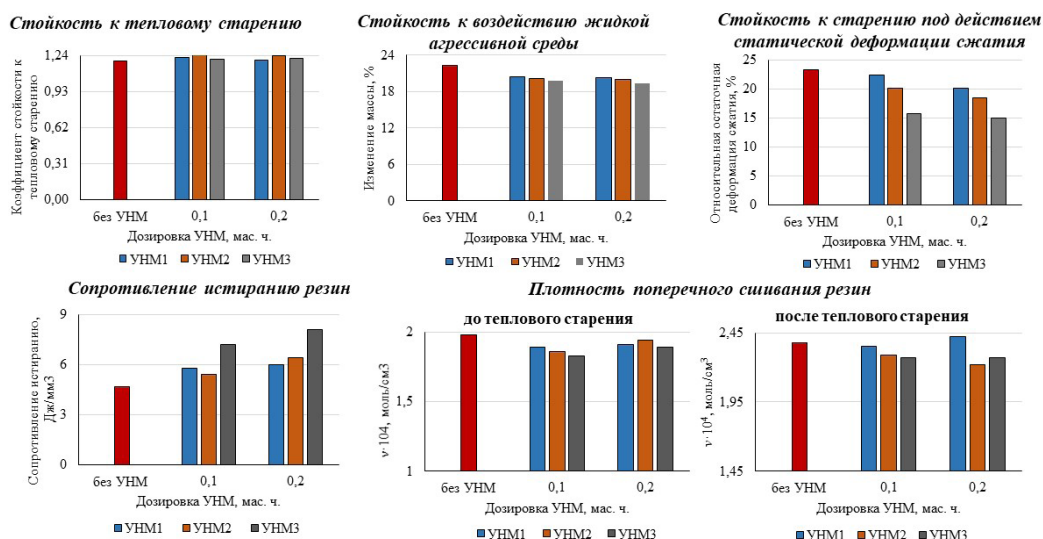 Стойкость к тепловому старению
Коэффициент стойкости к
тепловому старению
1,24
0,93
0,62
0,31
0,00
без УНМ 0,1 0,2
Дозировка УНМ, мас. ч.
УНМ1 УНМ2 УНМ3
Стойкость к воздействию жидкой
агрессивной среды
Изменение массы, %
24
18
12
6
0
без УНМ 0,1 0,2
Дозировка УНМ, мас. ч.
УНМ1 УНМ2 УНМ3
Стойкость к старению под действием
статической деформации сжатия
Относительная остаточная
деформация сжатия, %
25
20
15
10
5
0
без УНМ 0,1 0,2
Дозировка УНМ, мас. ч.
УНМ1 УНМ2 УНМ3
Сопротивление истиранию резин
Сопротивление истиранию,
Дж/мм3
9
6
3
0
без УНМ 0,1 0,2
Дозировка УНМ, мас. ч.
УНМ1 УНМ2 УНМ3
Плотность поперечного сшивания резин
до теплового старения
ν·104, моль/см3
2
1,5
1
без УНМ 0,1 0,2
Дозировка УНМ, мас. ч.
УНМ1 УНМ2 УНМ3
после теплового старения
ν·10⁴, моль/см³
2,45
1,95
1,45
без УНМ 0,1 0,2
Дозировка УНМ, мас. ч.
УНМ1 УНМ2 УНМ3